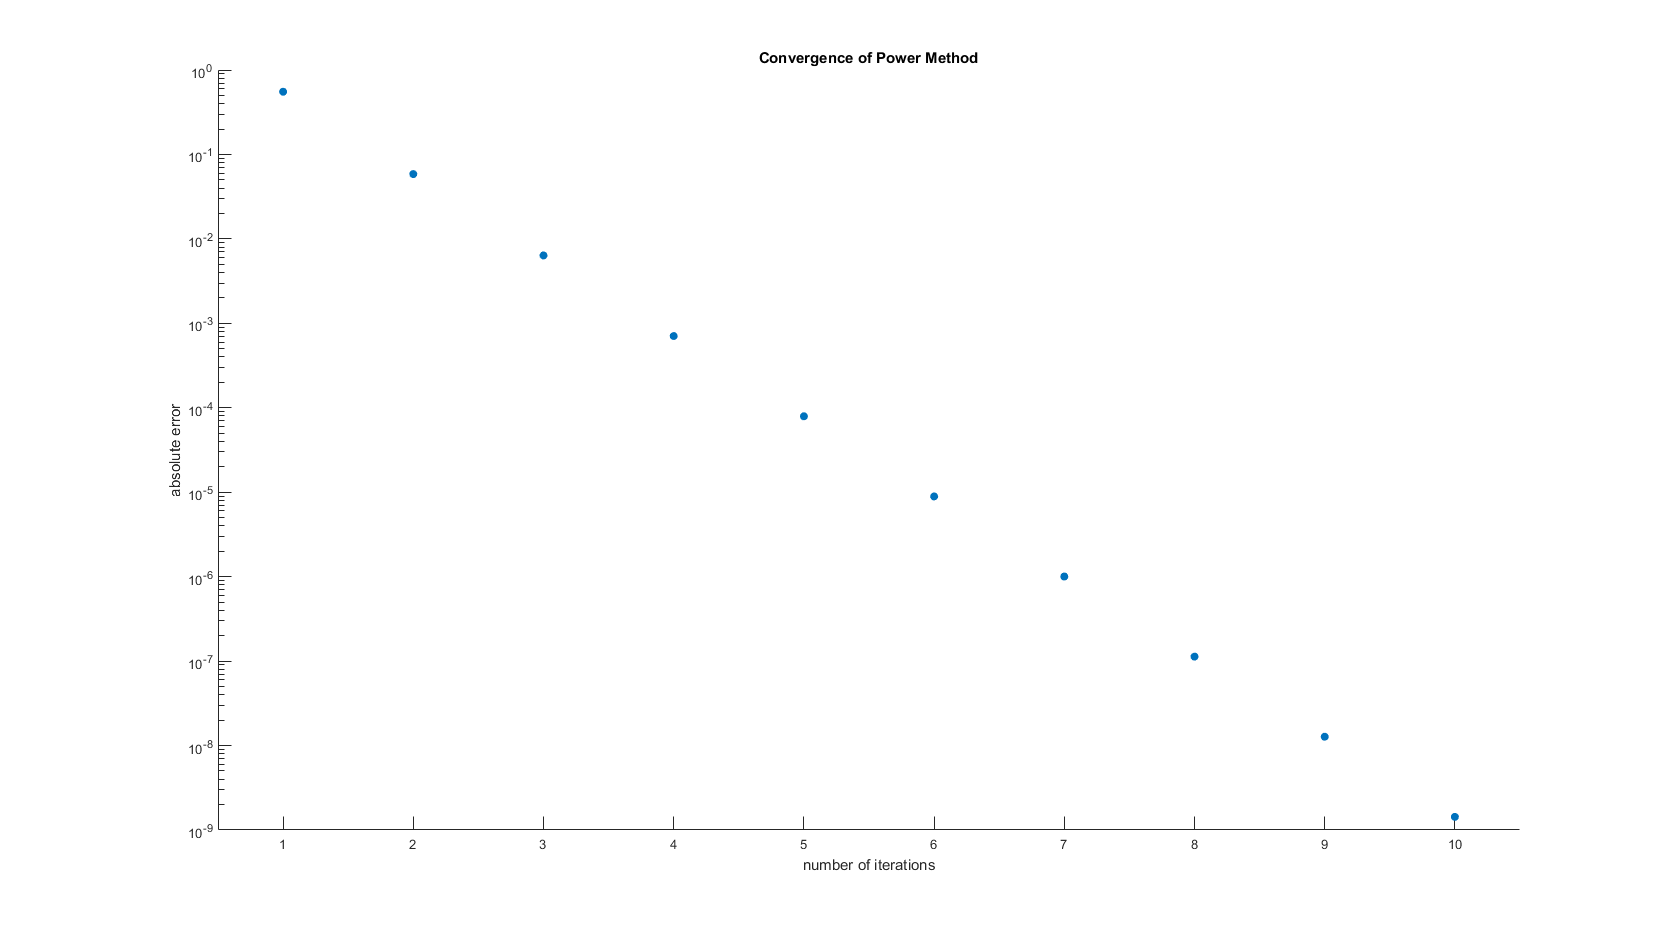 Convergence of Power Method
10^0
10^-1
10^-2
10^-3
10^-4
10^-5
10^-6
10^-7
10^-8
10^-9
absolute error
1 2 3 4 5 6 7 8 9 10
number of iterations